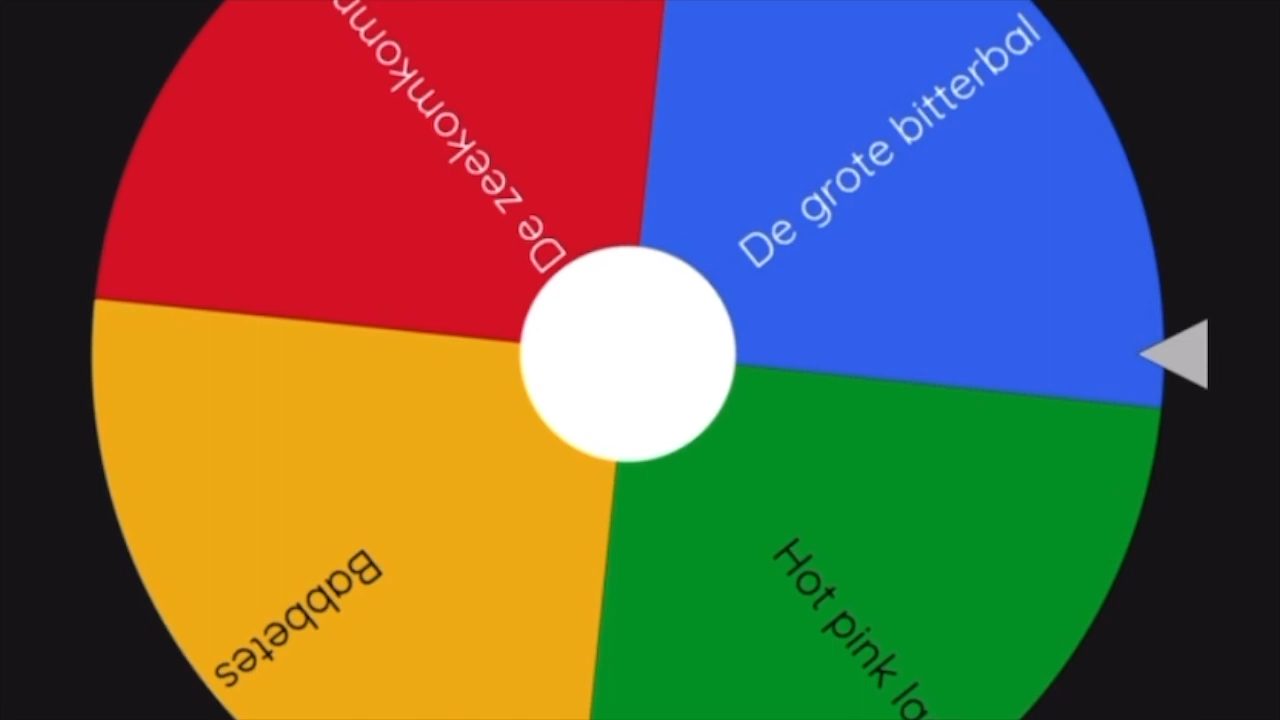 De zeekomkomm
De grote bitterbal
Babbetes
Hot pink la